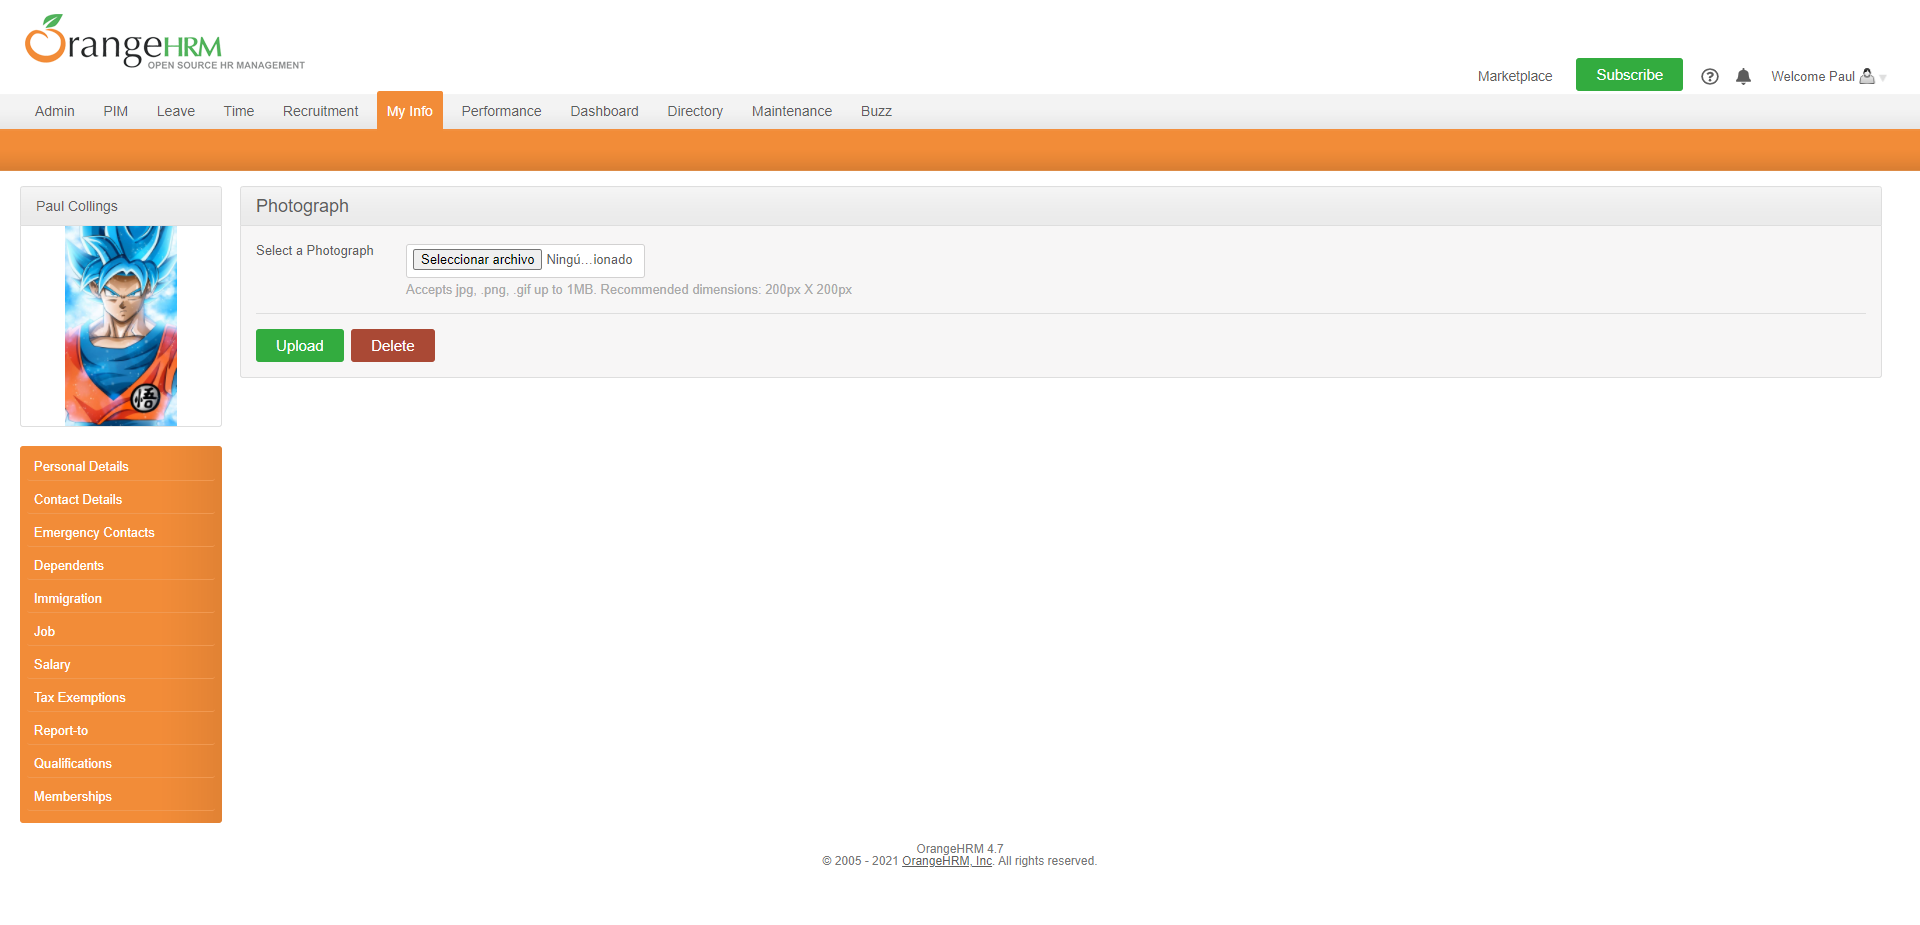 OrangeHRM
OPEN SOURCE HR MANAGEMENT
Marketplace Subscribe Welcome Paul
Admin PIM Leave Time Recruitment My Info Performance Dashboard Directory Maintenance Buzz
Paul Collings
悟
Photograph
Select a Photograph Seleccionar archivo Ningú...ionado
Accepts jpg, .png, .gif up to 1MB. Recommended dimensions: 200px X 200px
Upload Delete
Personal Details
Contact Details
Emergency Contacts
Dependents
Immigration
Job
Salary
Tax Exemptions
Report-to
Qualifications
Memberships
OrangeHRM 4.7
© 2005 - 2021 OrangeHRM, Inc. All rights reserved.